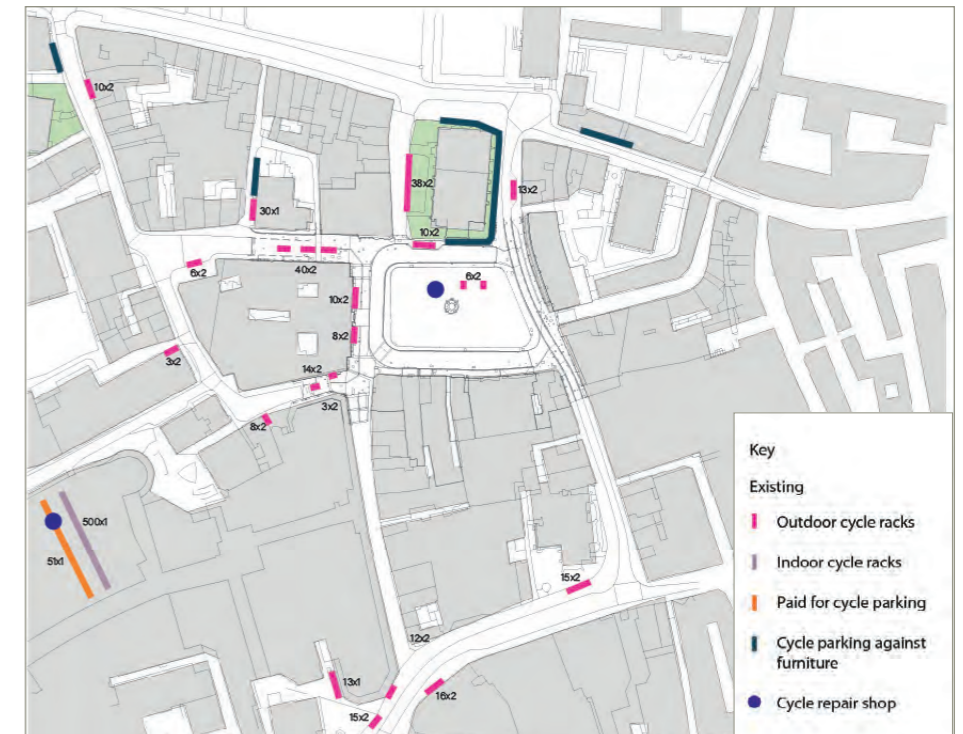 10x2
38x2
13x2
30x1
10x2
6x2
40x2
6x2
10x2
8x2
3x2
14x2
3x2
8x2
500x1
51x1
15x2
12x2
13x1
16x2
15x2
Key
Existing
Outdoor cycle racks
Indoor cycle racks
Paid for cycle parking
Cycle parking against
furniture
Cycle repair shop